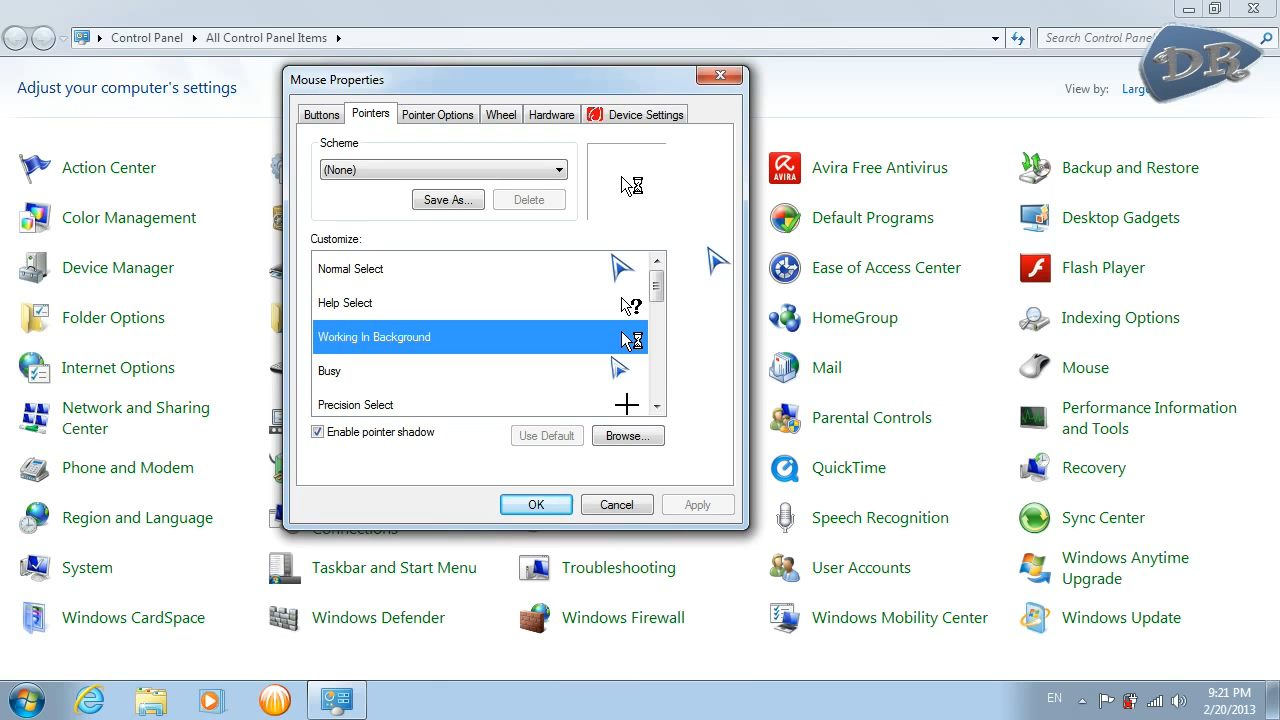 Control Panel
All Control Panel Items
Search Control Panel
DR
Adjust your computer's settings
View by:
Mouse Properties
Buttons
Pointers
Pointer Options
Wheel
Hardware
Device Settings
Scheme
(None)
Save As...
Delete
Customize:
Normal Select
Help Select
?
Working In Background
Busy
Precision Select
Enable pointer shadow
Use Default
Browse...
OK
Cancel
Apply
Action Center
Color Management
Device Manager
Folder Options
Internet Options
Network and Sharing
Center
Phone and Modem
Region and Language
System
Windows CardSpace
Taskbar and Start Menu
Windows Defender
Troubleshooting
Windows Firewall
AVIRA
Avira Free Antivirus
Default Programs
Ease of Access Center
HomeGroup
Mail
Parental Controls
QuickTime
Speech Recognition
User Accounts
Windows Mobility Center
Backup and Restore
Desktop Gadgets
Flash Player
Indexing Options
Mouse
Performance Information
and Tools
Recovery
Sync Center
Windows Anytime
Upgrade
Windows Update
EN
9:21 PM
2/20/2013